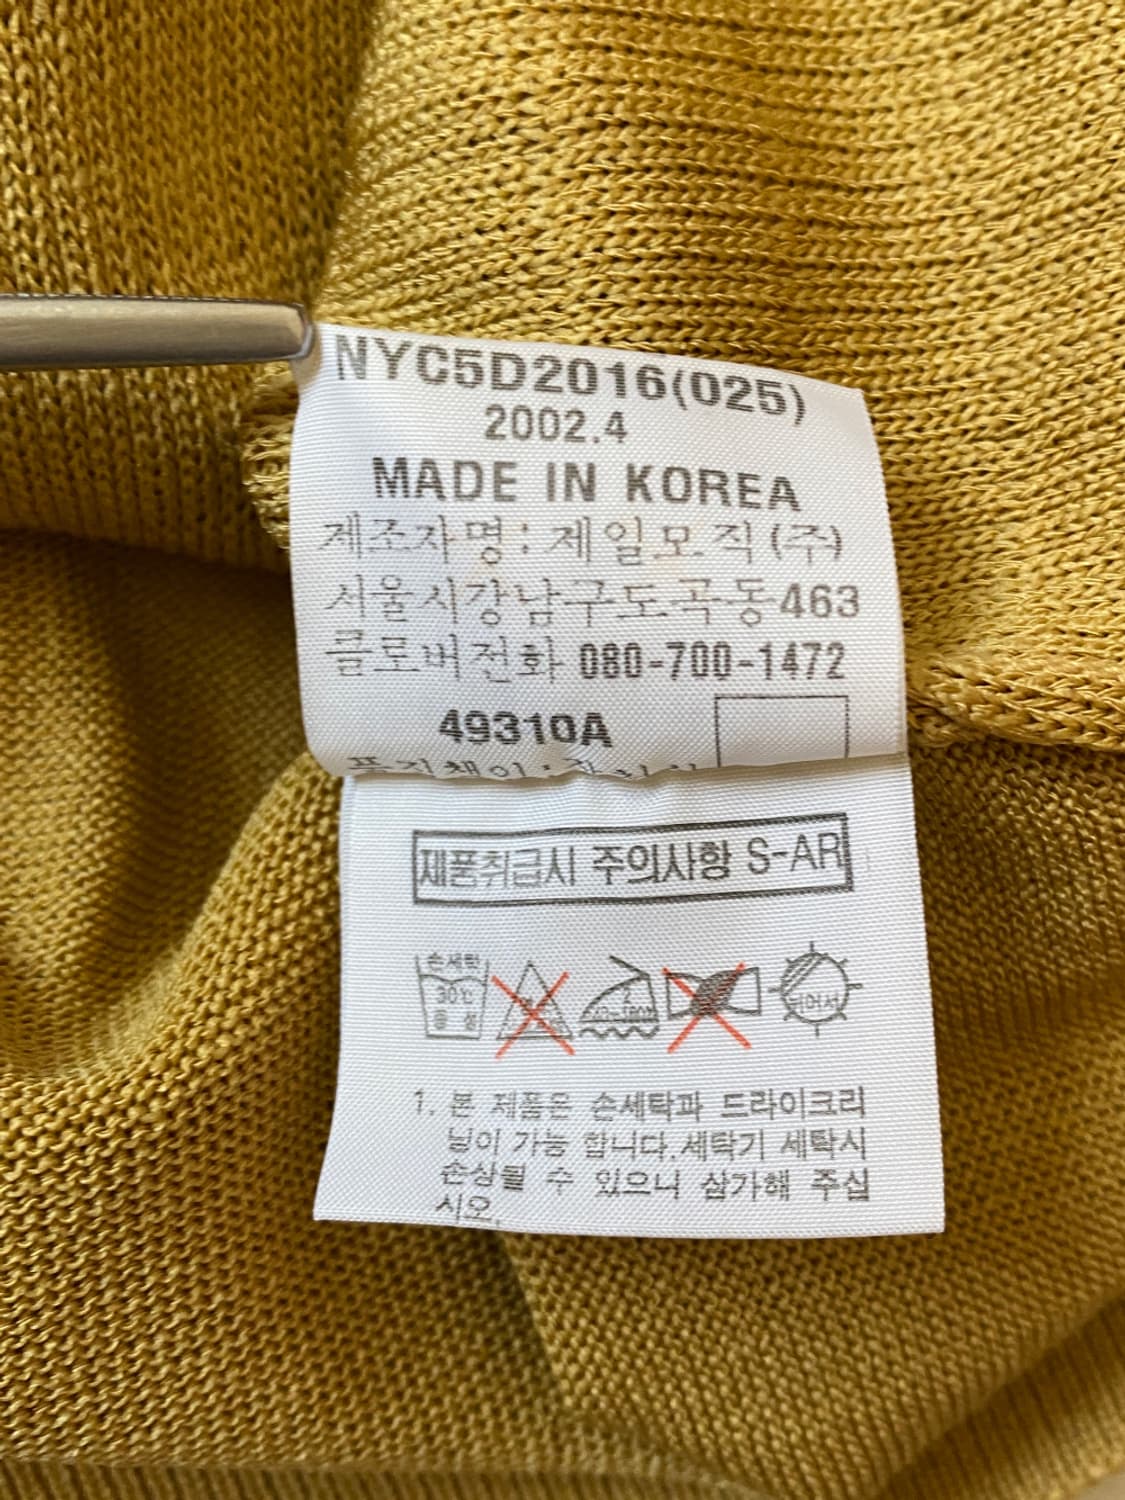 NYC5D2016(025)
2002.4
MADE IN KOREA
제조자명 : 제일모직(주)
서울시강남구도곡동463
클로버전화 080-700-1472
49310A
품질책임 :
제품취급시 주의사항 S-AR
손세탁
30℃
중성
1. 본 제품은 손세탁과 드라이크리
닝이 가능 합니다. 세탁기 세탁시
손상될 수 있으니 삼가해 주십
시오.